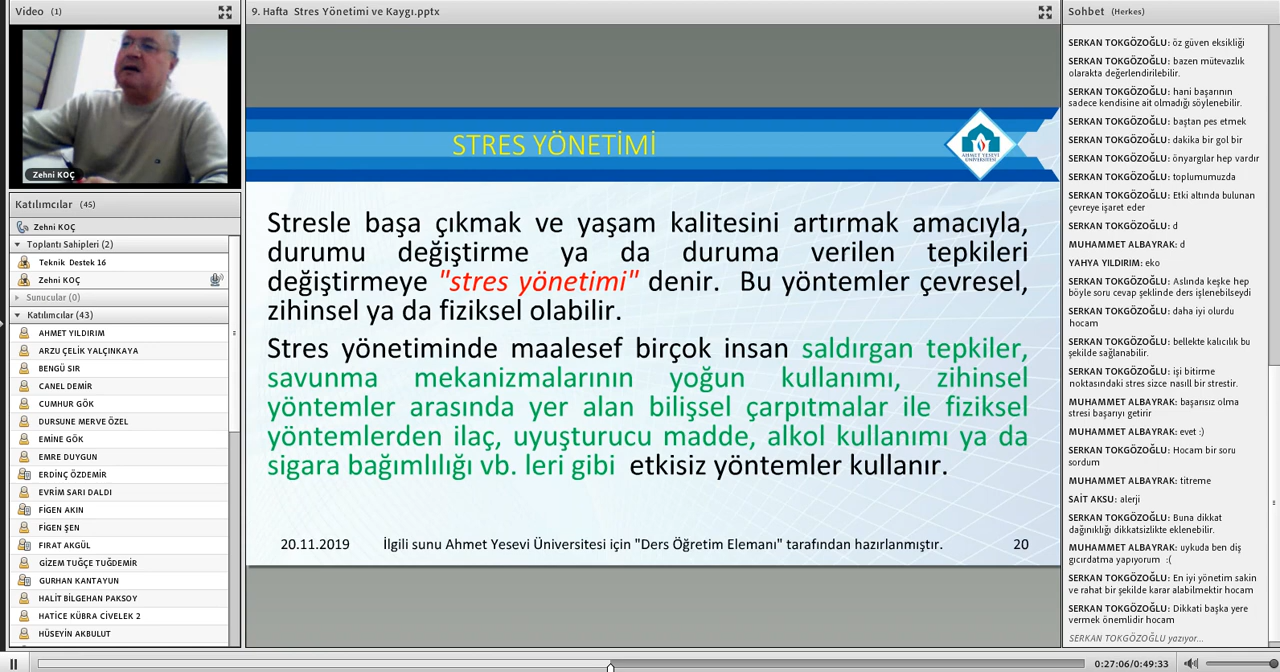 Video (1)
Zehni KOÇ
Katılımcılar (45)
Zehni KOÇ
Toplantı Sahipleri (2)
Teknik Destek 16
Zehni KOÇ
Sunucular (0)
Katılımcılar (43)
AHMET YILDIRIM
ARZU ÇELİK YALÇINKAYA
BENGÜ SIR
CANEL DEMİR
CUMHUR GÖK
DURSUNE MERVE ÖZEL
EMİNE GÖK
EMRE DUYGUN
ERDİNÇ ÖZDEMİR
EVRİM SARI DALDI
FİGEN AKIN
FİGEN ŞEN
FIRAT AKGÜL
GİZEM TUĞÇE TUĞDEMİR
GURHAN KANTAYUN
HALİT BİLGEHAN PAKSOY
HATİCE KÜBRA CİVELEK 2
HÜSEYİN AKBULUT
9. Hafta Stres Yönetimi ve Kaygı.pptx
STRES YÖNETİMİ
AHMET YESEVİ
ÜNİVERSİTESİ
Stresle başa çıkmak ve yaşam kalitesini artırmak amacıyla,
durumu değiştirme ya da duruma verilen tepkileri
değiştirmeye "stres yönetimi" denir. Bu yöntemler çevresel,
zihinsel ya da fiziksel olabilir.
Stres yönetiminde maalesef birçok insan saldırgan tepkiler,
savunma mekanizmalarının yoğun kullanımı, zihinsel
yöntemler arasında yer alan bilişsel çarpıtmalar ile fiziksel
yöntemlerden ilaç, uyuşturucu madde, alkol kullanımı ya da
sigara bağımlılığı vb. leri gibi etkisiz yöntemler kullanır.
20.11.2019 İlgili sunu Ahmet Yesevi Üniversitesi için "Ders Öğretim Elemanı" tarafından hazırlanmıştır. 20
Sohbet (Herkes)
SERKAN TOKGÖZOĞLU: öz güven eksikliği
SERKAN TOKGÖZOĞLU: bazen mütevazlık
olarakta değerlendirilebilir.
SERKAN TOKGÖZOĞLU: hani başarının
sadece kendisine ait olmadığı söylenebilir.
SERKAN TOKGÖZOĞLU: baştan pes etmek
SERKAN TOKGÖZOĞLU: dakika bir gol bir
SERKAN TOKGÖZOĞLU: önyargılar hep vardır
SERKAN TOKGÖZOĞLU: toplumumuzda
SERKAN TOKGÖZOĞLU: Etki altında bulunan
çevreye işaret eder
SERKAN TOKGÖZOĞLU: d
MUHAMMET ALBAYRAK: d
YAHYA YILDIRIM: eko
SERKAN TOKGÖZOĞLU: Aslında keşke hep
böyle soru cevap şeklinde ders işlenebilseydi
SERKAN TOKGÖZOĞLU: daha iyi olurdu
hocam
SERKAN TOKGÖZOĞLU: bellekte kalıcılık bu
şekilde sağlanabilir.
SERKAN TOKGÖZOĞLU: işi bitirme
noktasındaki stres sizce nasıll bir strestir.
MUHAMMET ALBAYRAK: başarısız olma
stresi başarıyı getirir
MUHAMMET ALBAYRAK: evet :)
SERKAN TOKGÖZOĞLU: Hocam bir soru
sordum
MUHAMMET ALBAYRAK: titreme
SAİT AKSU: alerji
SERKAN TOKGÖZOĞLU: Buna dikkat
dağınıklığı dikkatsizlikte eklenebilir.
MUHAMMET ALBAYRAK: uykuda ben diş
gıcırdatma yapıyorum :(
SERKAN TOKGÖZOĞLU: En iyi yönetim sakin
ve rahat bir şekilde karar alabilmektir hocam
SERKAN TOKGÖZOĞLU: Dikkati başka yere
vermek önemlidir hocam
SERKAN TOKGÖZOĞLU yazıyor...
0:27:06/0:49:33